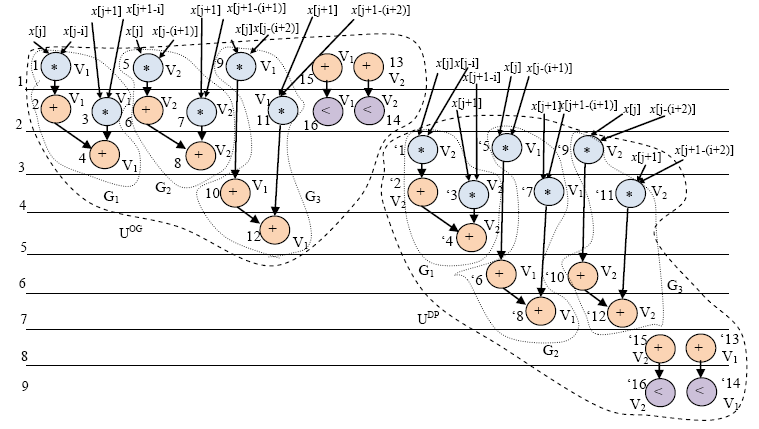 x[j+1] x[j+1-i] x[j+1] x[j+1-(i+1)] x[j+1] x[j+1-(i+2)]
x[j] x[j-i] x[j] x[j-(i+1)] x[j]x[j-(i+2)]
1 * V1 5 * V2 9 * V1 15 + V1 + 13 V2
x[j]x[j-i] x[j+1-i] x[j] x[j-(i+1)] x[j] x[j-(i+2)]
1
2 + V1 3 * V1 6 + V2 7 * V2 V1 11 * 16 < V1 < V2 14
x[j+1] x[j+1]x[j+1-(i+1)] x[j+1] x[j+1-(i+2)]
2
4 + V1 8 + V2 ‘1 * V2 ‘5 * V1 ‘9 * V2
3
G1 G2 10 + V1 G3 ‘2 + V2 ‘3 * V2 ‘7 * V1 ‘11 * V2
4
UOG 12 + V1 ‘4 + V2
5
G1 ‘6 + V1 ‘10 + V2 G3
6
UDP ‘8 + V1 ‘12 + V2
7
G2 ‘15 + V2 + ‘13 V1
8
9
‘16 < V2 < ‘14 V1